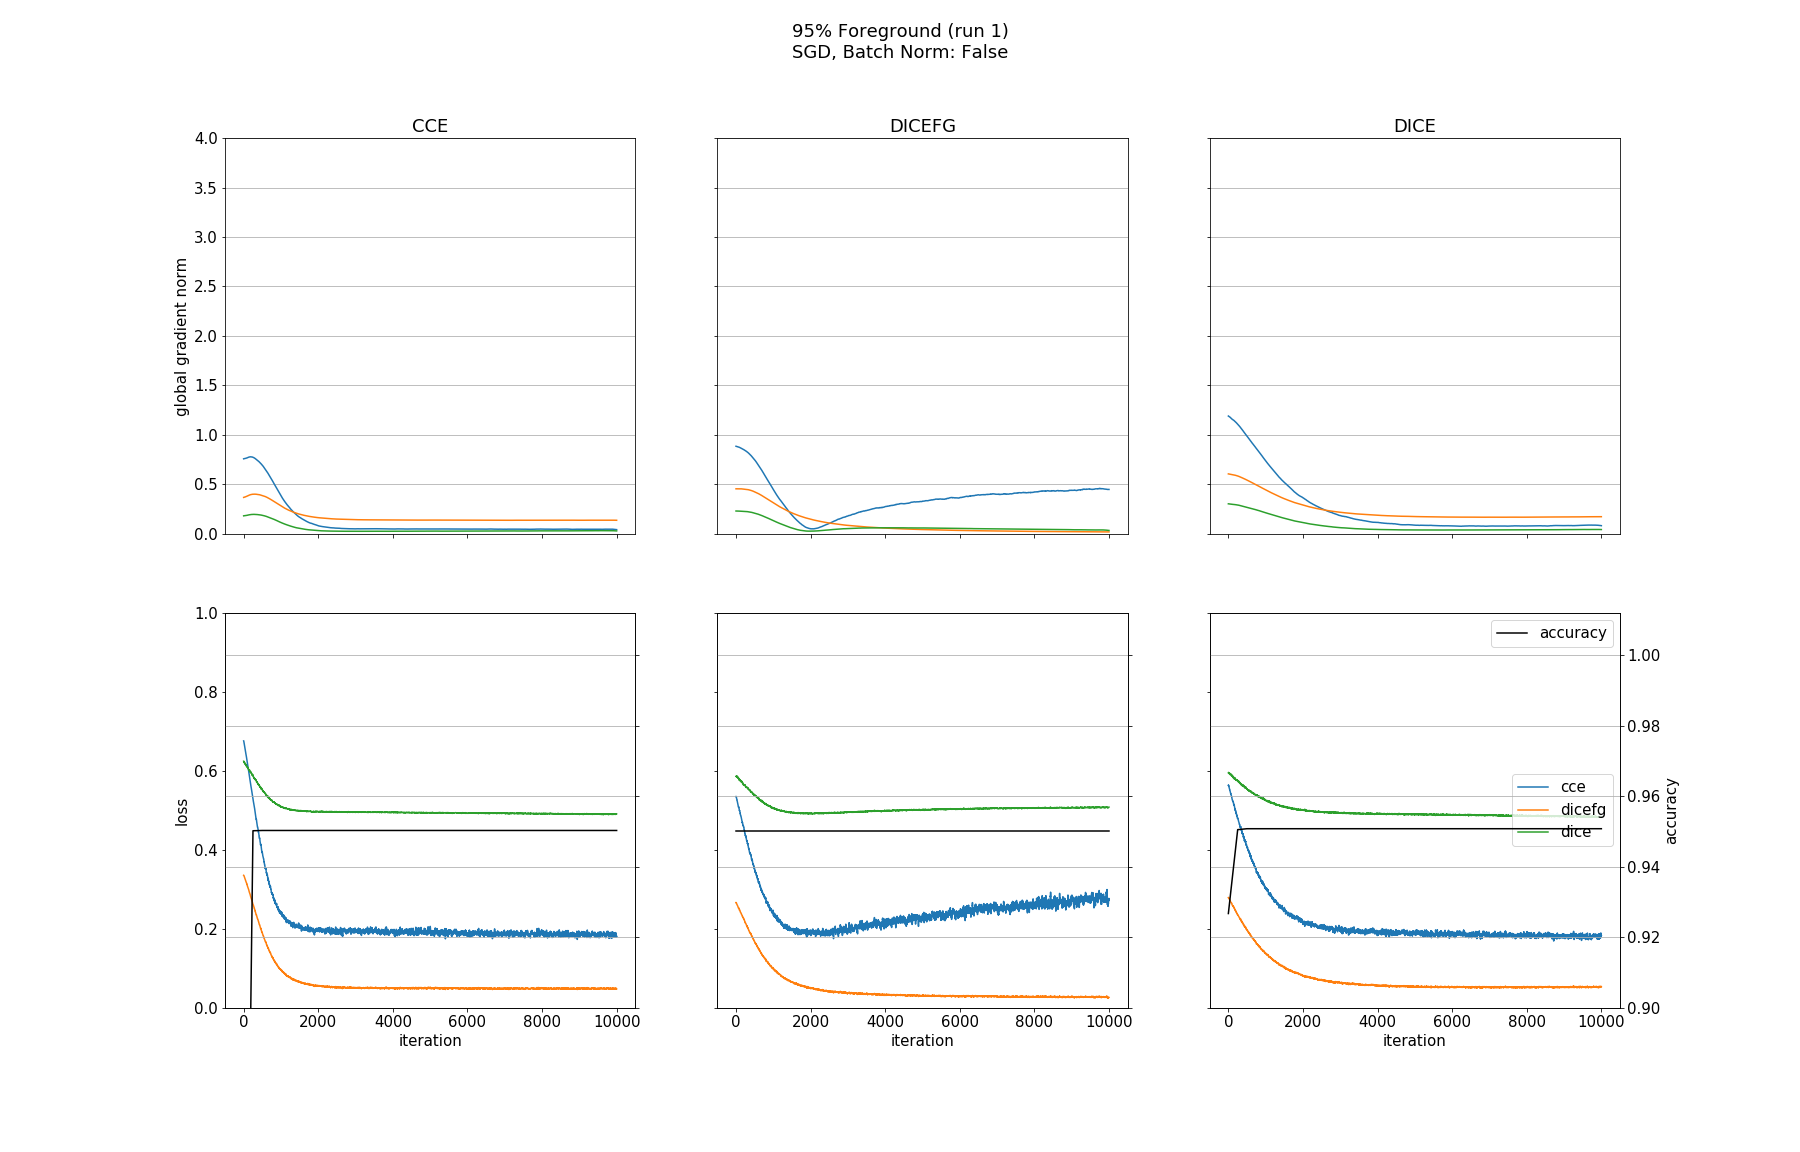 95% Foreground (run 1)
SGD, Batch Norm: False
CCE
DICEFG
DICE
4.0
3.5
3.0
2.5
2.0
1.5
1.0
0.5
0.0
global gradient norm
1.0
0.8
0.6
0.4
0.2
0.0
loss
0 2000 4000 6000 8000 10000
iteration
0 2000 4000 6000 8000 10000
iteration
accuracy
cce
dicefg
dice
1.00
0.98
0.96
0.94
0.92
0.90
accuracy
0 2000 4000 6000 8000 10000
iteration